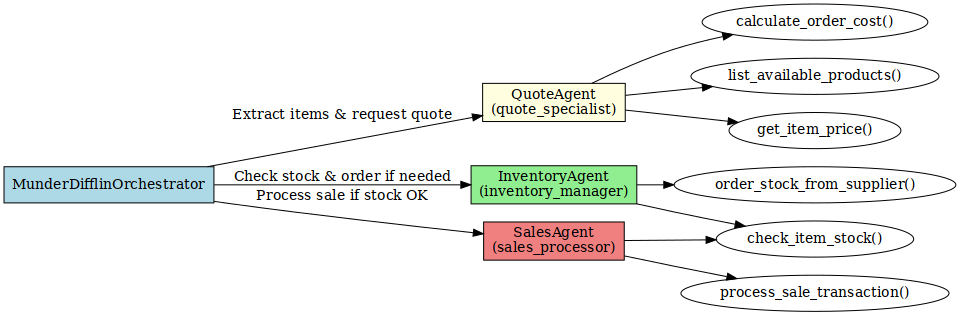 calculate_order_cost()
list_available_products()
QuoteAgent
(quote_specialist)
Extract items & request quote
get_item_price()
MunderDifflinOrchestrator
Check stock & order if needed
Process sale if stock OK
InventoryAgent
(inventory_manager)
order_stock_from_supplier()
SalesAgent
(sales_processor)
check_item_stock()
process_sale_transaction()